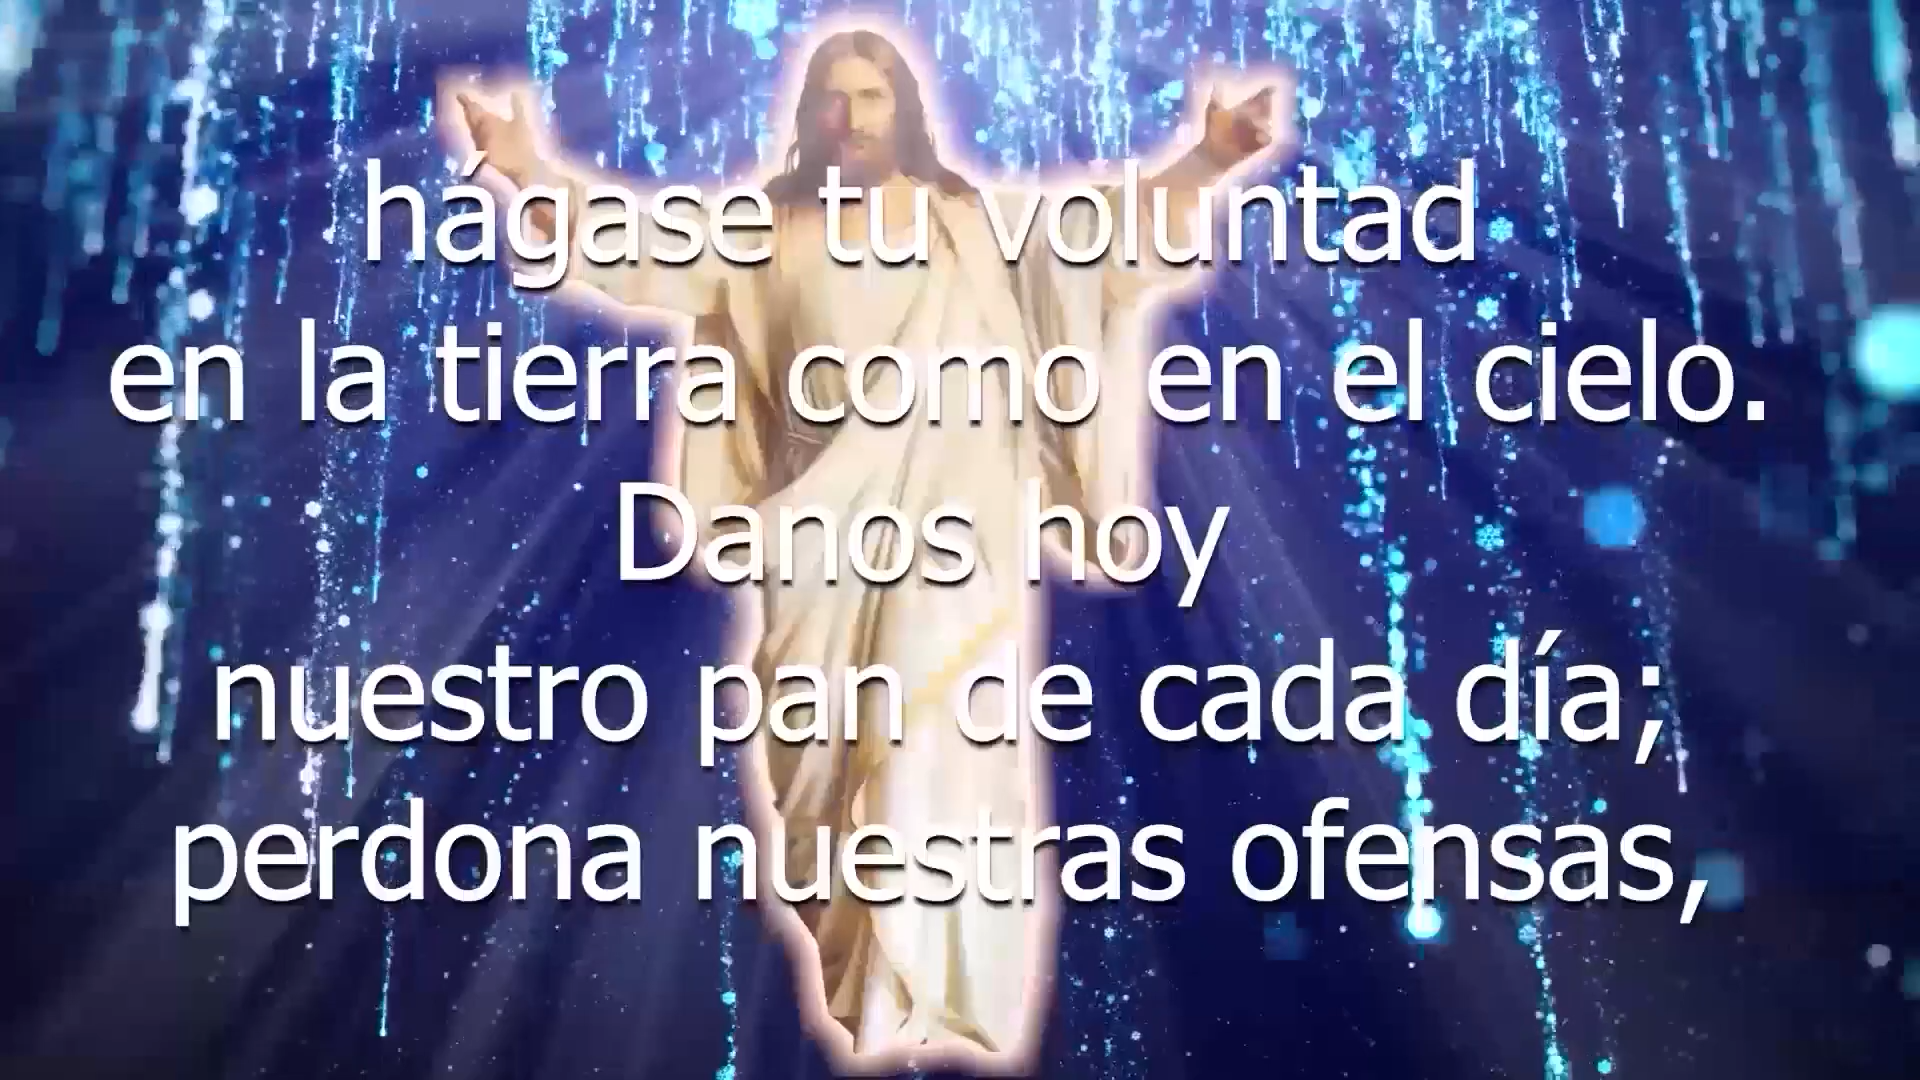 hágase tu voluntad
en la tierra como en el cielo.
Danos hoy
nuestro pan de cada día;
perdona nuestras ofensas,